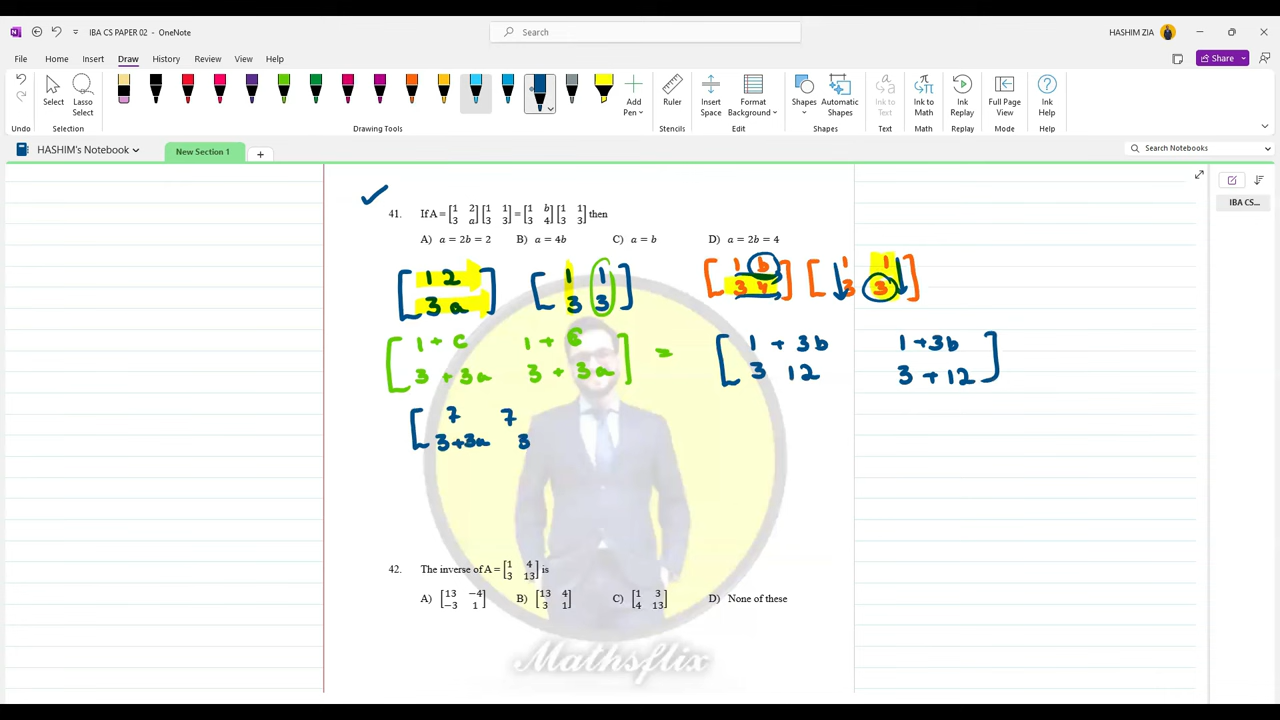 IBA CS PAPER 02 - OneNote
Search
HASHIM ZIA
File Home Insert Draw History Review View Help
Share
Select
Lasso Select
Add Pen
Ruler
Insert Space
Format Background
Shapes
Automatic Shapes
Ink to Text
Ink to Math
Ink Replay
Full Page View
Ink Help
Undo Selection Drawing Tools Stencils Edit Shapes Text Math Replay Mode Help
HASHIM's Notebook
New Section 1
+
Search Notebooks
IBA CS...
41. If A = [1 2; 3 a] [1 1; 3 3] = [1 b; 3 4] [1 1; 3 3] then
A) a = 2b = 2 B) a = 4b C) a = b D) a = 2b = 4
[1 2] [1 1] [1 b] [1 1]
[3 a] [3 3] [3 4] [3 3]
[1 + 6 1 + 6] = [1 + 3b 1 + 3b]
[3 + 3a 3 + 3a] [3 12 3 + 12]
[7 7
3+3a 3
42. The inverse of A = [1 4; 3 13] is
A) [13 −4; −3 1] B) [13 4; 3 1] C) [1 3; 4 13] D) None of these
Mathsflix